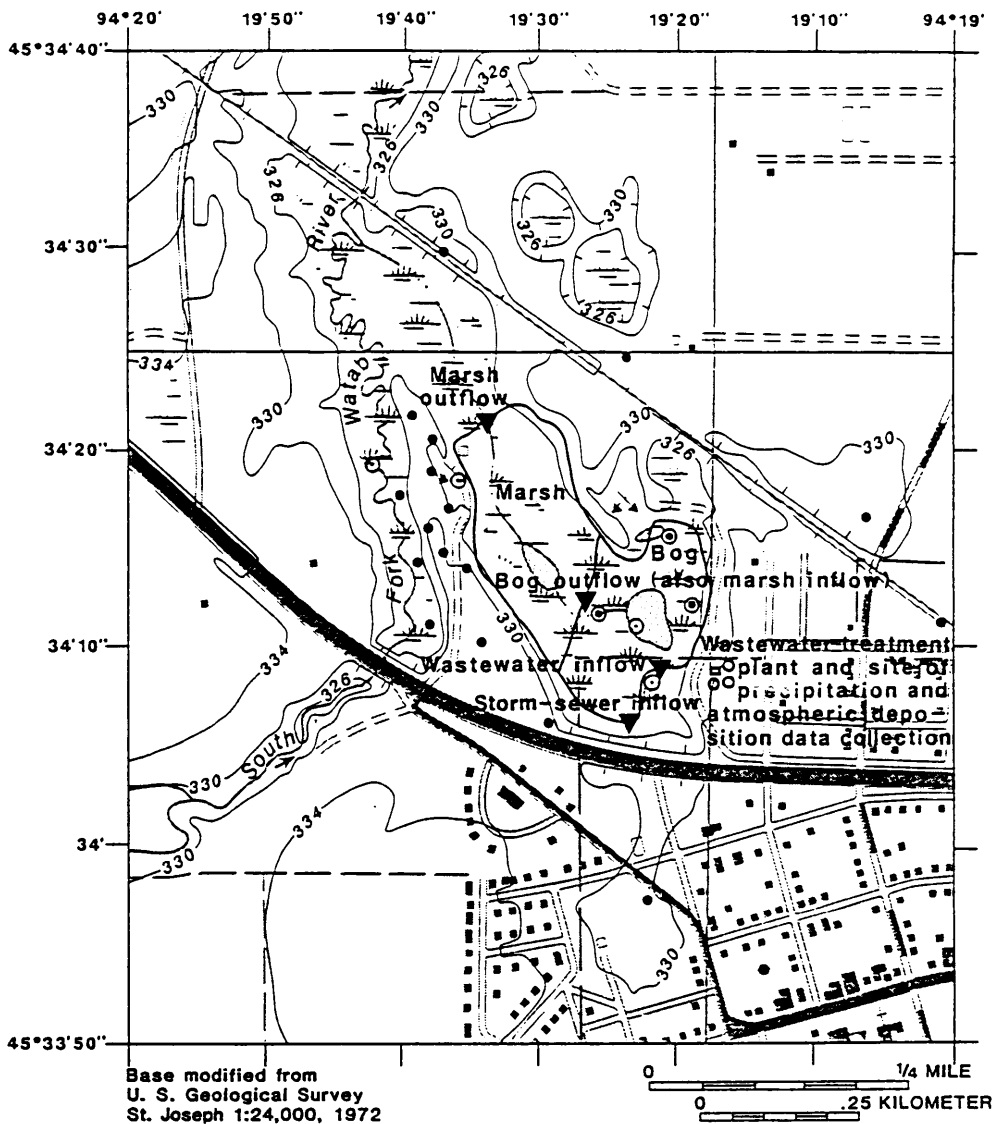 94°20' 19'50" 19'40" 19'30" 19'20" 19'10" 94°19'
45°34'40"
330
326
330
326
326
River
330
330
326
326
34'30"
326
334
Watab
Marsh
outflow
330
330
326
330
34'20"
Marsh
Bog
Fork
Bog outflow (also marsh inflow)
330
34'10"
334
Wastewater inflow
Wastewater-treatment
plant and site of
precipitation and
atmospheric depo-
sition data collection
326
Storm-sewer inflow
South
330
334
34'
330
330
45°33'50"
Base modified from
U. S. Geological Survey
St. Joseph 1:24,000, 1972
0 1/4 MILE
0 .25 KILOMETER